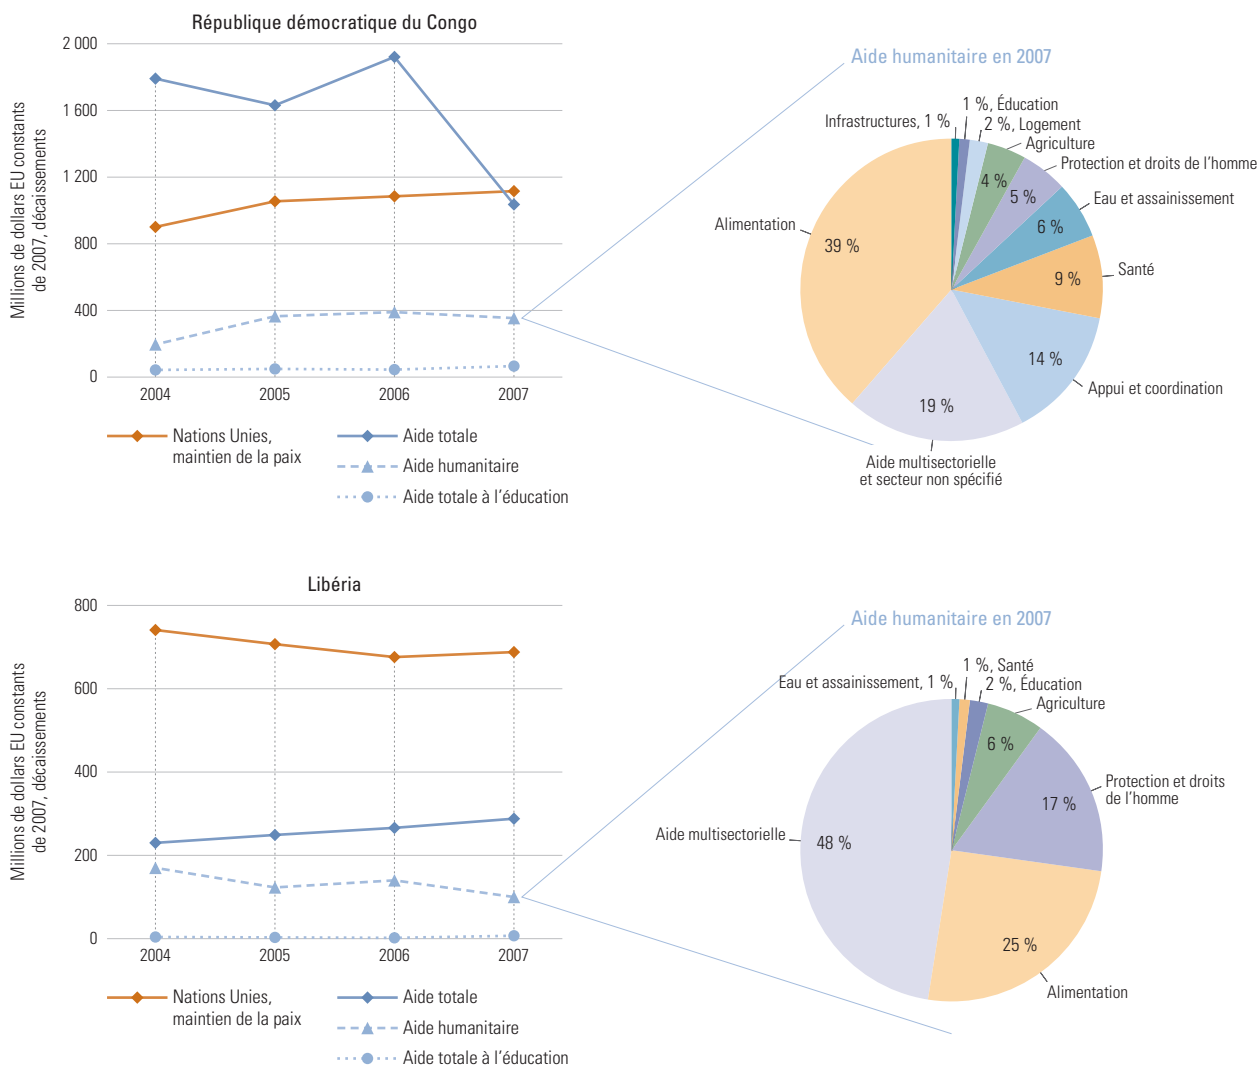 République démocratique du Congo
Millions de dollars EU constants
de 2007, décaissements
2 000
1 600
1 200
800
400
0
2004
2005
2006
2007
Nations Unies,
maintien de la paix
Aide totale
Aide humanitaire
Aide totale à l’éducation
Aide humanitaire en 2007
Infrastructures, 1 %
1 %, Éducation
2 %, Logement
Agriculture
4 %
Protection et droits de l’homme
5 %
Eau et assainissement
6 %
Santé
9 %
Appui et coordination
14 %
Aide multisectorielle
et secteur non spécifié
19 %
Alimentation
39 %
Libéria
Millions de dollars EU constants
de 2007, décaissements
800
600
400
200
0
2004
2005
2006
2007
Nations Unies,
maintien de la paix
Aide totale
Aide humanitaire
Aide totale à l’éducation
Aide humanitaire en 2007
Eau et assainissement, 1 %
1 %, Santé
2 %, Éducation
Agriculture
6 %
Protection et droits
de l’homme
17 %
Alimentation
25 %
Aide multisectorielle
48 %